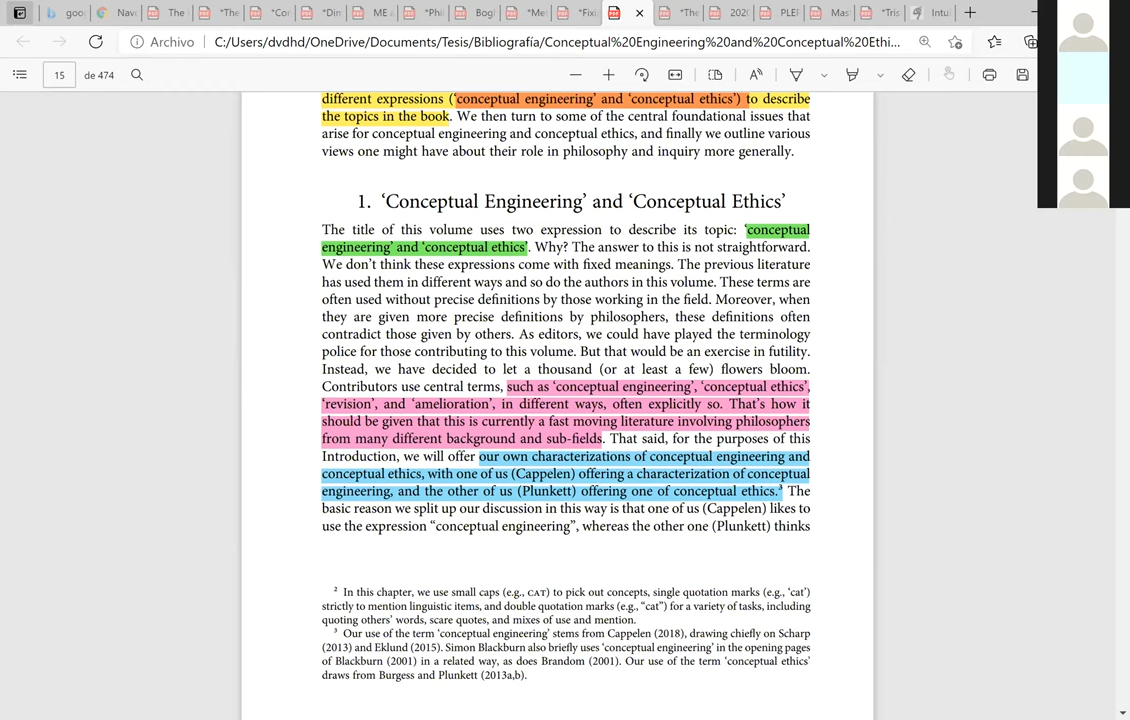 goo
Nav
The
*The
*Cor
*Din
ME A
*Phi
Bog
*Me
*Fixi
*The
2020
PLEF
Mas
*Tris
Intui
Archivo
C:/Users/dvdhd/OneDrive/Documents/Tesis/Bibliografía/Conceptual%20Engineering%20and%20Conceptual%20Ethi...
15
de 474
different expressions (‘conceptual engineering’ and ‘conceptual ethics’) to describe
the topics in the book. We then turn to some of the central foundational issues that
arise for conceptual engineering and conceptual ethics, and finally we outline various
views one might have about their role in philosophy and inquiry more generally.
1. ‘Conceptual Engineering’ and ‘Conceptual Ethics’
The title of this volume uses two expression to describe its topic: ‘conceptual
engineering’ and ‘conceptual ethics’. Why? The answer to this is not straightforward.
We don’t think these expressions come with fixed meanings. The previous literature
has used them in different ways and so do the authors in this volume. These terms are
often used without precise definitions by those working in the field. Moreover, when
they are given more precise definitions by philosophers, these definitions often
contradict those given by others. As editors, we could have played the terminology
police for those contributing to this volume. But that would be an exercise in futility.
Instead, we have decided to let a thousand (or at least a few) flowers bloom.
Contributors use central terms, such as ‘conceptual engineering’, ‘conceptual ethics’,
‘revision’, and ‘amelioration’, in different ways, often explicitly so. That’s how it
should be given that this is currently a fast moving literature involving philosophers
from many different background and sub-fields. That said, for the purposes of this
Introduction, we will offer our own characterizations of conceptual engineering and
conceptual ethics, with one of us (Cappelen) offering a characterization of conceptual
engineering, and the other of us (Plunkett) offering one of conceptual ethics.³ The
basic reason we split up our discussion in this way is that one of us (Cappelen) likes to
use the expression “conceptual engineering”, whereas the other one (Plunkett) thinks
² In this chapter, we use small caps (e.g., CAT) to pick out concepts, single quotation marks (e.g., ‘cat’)
strictly to mention linguistic items, and double quotation marks (e.g., “cat”) for a variety of tasks, including
quoting others’ words, scare quotes, and mixes of use and mention.
³ Our use of the term ‘conceptual engineering’ stems from Cappelen (2018), drawing chiefly on Scharp
(2013) and Eklund (2015). Simon Blackburn also briefly uses ‘conceptual engineering’ in the opening pages
of Blackburn (2001) in a related way, as does Brandom (2001). Our use of the term ‘conceptual ethics’
draws from Burgess and Plunkett (2013a,b).